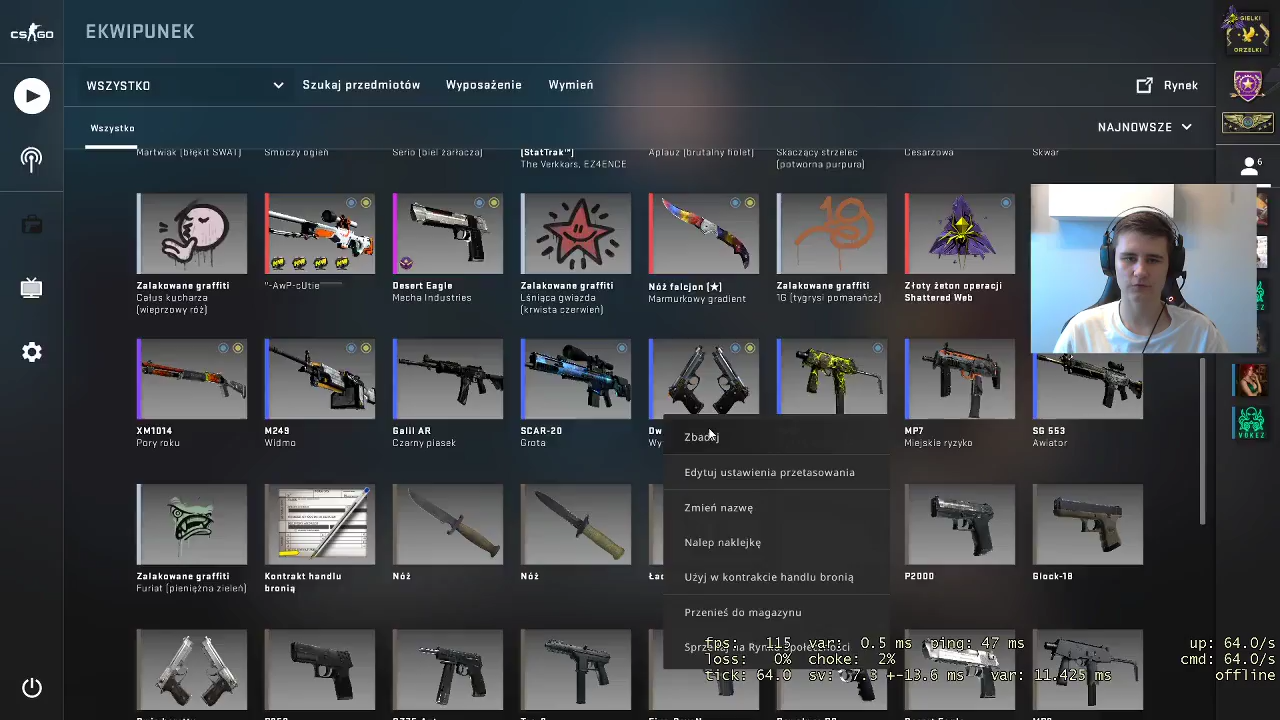 CS GO
EKWIPUNEK
WSZYSTKO
Szukaj przedmiotów
Wyposażenie
Wymień
Rynek
Wszystko
NAJNOWSZE
Martwiak (błękit SWAT)
Smoczy ogień
Serio (biel żarłacza)
(StatTrak™)
The Verkkars, EZ4ENCE
Aplauz (brutalny fiolet)
Skaczący strzelec
(potworna purpura)
Cesarzowa
Skwar
6
Zalakowane graffiti
Całus kucharza
(wieprzowy róż)
"-AwP-cUtie
Desert Eagle
Mecha Industries
Zalakowane graffiti
Lśniąca gwiazda
(krwista czerwień)
Nóż falcjon (★)
Marmurkowy gradient
Zalakowane graffiti
1G (tygrysi pomarańcz)
Złoty żeton operacji
Shattered Web
XM1014
Pory roku
M249
Widmo
Galil AR
Czarny piasek
SCAR-20
Grota
MP7
Miejskie ryzyko
SG 553
Awiator
Edytuj ustawienia przetasowania
Zmień nazwę
Nalep naklejkę
Użyj w kontrakcie handlu bronią
Przenieś do magazynu
Zalakowane graffiti
Furiat (pieniężna zieleń)
Kontrakt handlu
bronią
Nóż
Nóż
P2000
Glock-18
fps: 115 var: 0.5 ms ping: 47 ms
loss: 0% choke: 2%
up: 64.0/s
cmd: 64.0/s
offline
ORZEŁKI
VOKEZ